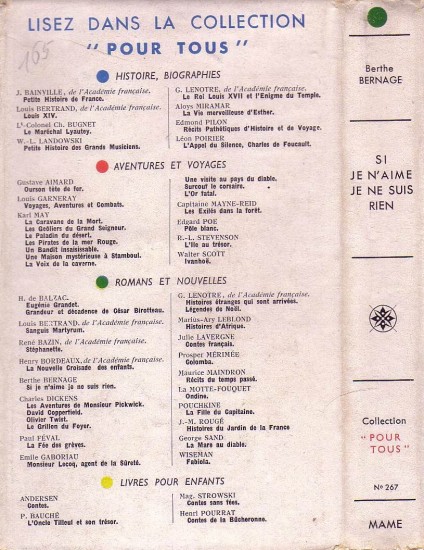 LISEZ DANS LA COLLECTION
" POUR TOUS "
165
HISTOIRE, BIOGRAPHIES
J. BAINVILLE, de l'Académie française.
Petite Histoire de France.
Louis BERTRAND, de l'Académie française.
Louis XIV.
Lt-Colonel Ch. BUGNET
Le Maréchal Lyautey.
W.-L. LANDOWSKI
Petite Histoire des Grands Musiciens.
G. LENOTRE, de l'Académie française.
Le Roi Louis XVII et l'Enigme du Temple.
Aloys MIRAMAR
La Vie merveilleuse d'Esther.
Edmond PILON
Récits Pathétiques d'Histoire et de Voyage.
Léon POIRIER
L'Appel du Silence, Charles de Foucault.
AVENTURES ET VOYAGES
Gustave AIMARD
Ourson tête de fer.
Louis GARNERAY
Voyages, Aventures et Combats.
Karl MAY
La Caravane de la Mort.
Les Geôliers du Grand Seigneur.
Le Paladin du désert.
Les Pirates de la mer Rouge.
Un Bandit insaisissable.
Une Maison mystérieuse à Stamboul.
La Voix de la caverne.
Une visite au pays du diable.
Surcouf le corsaire.
L'Or fatal.
Capitaine MAYNE-REID
Les Exilés dans la forêt.
Edgard POE
Pôle blanc.
R.-L. STEVENSON
L'Ile au trésor.
Walter SCOTT
Ivanhoë.
ROMANS ET NOUVELLES
H. de BALZAC.
Eugénie Grandet.
Grandeur et décadence de César Birotteau.
Louis BERTRAND, de l'Académie française.
Sanguis Martyrum.
René BAZIN, de l'Académie française.
Stéphanette.
Henry BORDEAUX, de l'Académie française.
La Nouvelle Croisade des enfants.
Berthe BERNAGE
Si je n'aime je ne suis rien.
Charles DICKENS
Les Aventures de Monsieur Pickwick.
David Copperfield.
Olivier Twist.
Le Grillon du Foyer.
Paul FÉVAL
La Fée des grèves.
Emile GABORIAU
Monsieur Lecoq, agent de la Sûreté.
G. LENOTRE, de l'Académie française.
Histoires étranges qui sont arrivées.
Légendes de Noël.
Marius-Ary LEBLOND
Histoires d'Afrique.
Julie LAVERGNE
Contes français.
Prosper MÉRIMÉE
Colomba.
Maurice MAINDRON
Récits du temps passé.
La MOTTE-FOUQUET
Ondine.
POUCHKINE
La Fille du Capitaine.
J.-M. ROUGÉ
Histoires du Jardin de la France
George SAND
La Mare au diable.
WISEMAN
Fabiola.
LIVRES POUR ENFANTS
ANDERSEN
Contes.
P. BAUCHÉ
L'Oncle Tilleul et son trésor.
Mag. STROWSKI
Contes sans fées.
Henri POURRAT
Contes de la Bûcheronne.
Berthe
BERNAGE
SI
JE N'AIME
JE NE SUIS
RIEN
Collection
"POUR
TOUS"
No 267
MAME